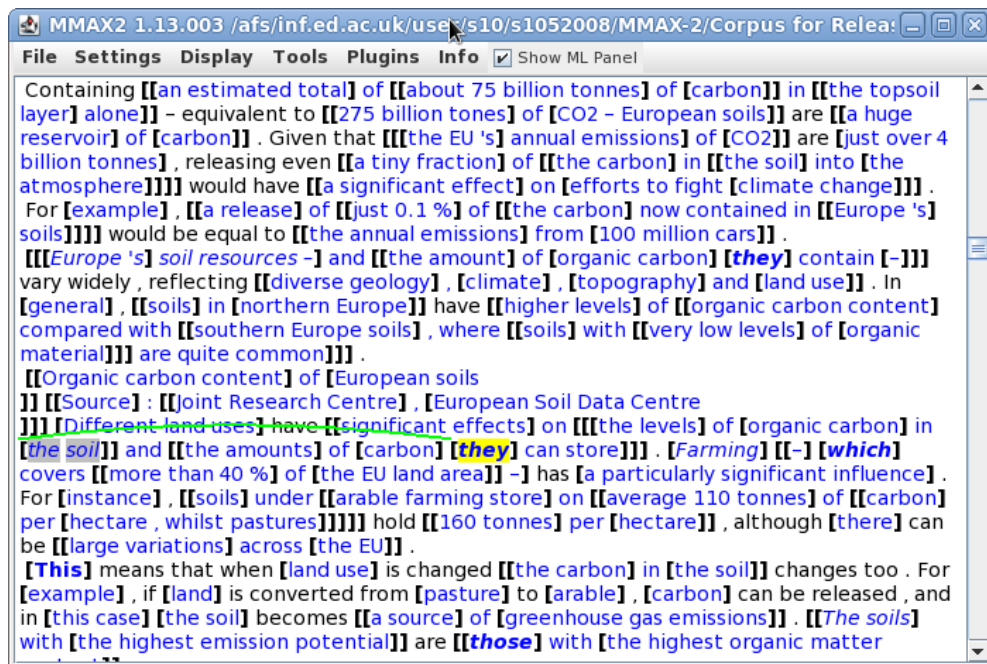 MMAX2 1.13.003 /afs/inf.ed.ac.uk/user/s10/s1052008/MMAX-2/Corpus for Relea
File Settings Display Tools Plugins Info Show ML Panel
Containing [[an estimated total] of [[about 75 billion tonnes] of [carbon]] in [[the topsoil
layer] alone]] – equivalent to [[275 billion tones] of [CO2 – European soils]] are [[a huge
reservoir] of [carbon]] . Given that [[[the EU 's] annual emissions] of [CO2]] are [just over 4
billion tonnes] , releasing even [[a tiny fraction] of [[the carbon] in [[the soil] into [the
atmosphere]]]] would have [[a significant effect] on [efforts to fight [climate change]]] .
For [example] , [[a release] of [[just 0.1 %] of [[the carbon] now contained in [[Europe 's]
soils]]]] would be equal to [[the annual emissions] from [100 million cars]] .
[[[Europe 's] soil resources –] and [[the amount] of [organic carbon] [they] contain [–]]]
vary widely , reflecting [[diverse geology] , [climate] , [topography] and [land use]] . In
[general] , [[soils] in [northern Europe]] have [[higher levels] of [[organic carbon content]
compared with [[southern Europe soils] , where [[soils] with [[very low levels] of [organic
material]]] are quite common]]] .
[[Organic carbon content] of [European soils
]] [[Source] : [[Joint Research Centre] , [European Soil Data Centre
]]] [Different land uses] have [[significant effects] on [[[the levels] of [organic carbon] in
[the soil]] and [[the amounts] of [carbon] [they] can store]]] . [Farming] [[–] [which]
covers [[more than 40 %] of [the EU land area]] –] has [a particularly significant influence] .
For [instance] , [[soils] under [[arable farming store] on [[average 110 tonnes] of [[carbon]
per [hectare , whilst pastures]]]]] hold [[160 tonnes] per [hectare]] , although [there] can
be [[large variations] across [the EU]] .
[This] means that when [land use] is changed [[the carbon] in [the soil]] changes too . For
[example] , if [land] is converted from [pasture] to [arable] , [carbon] can be released , and
in [this case] [the soil] becomes [[a source] of [greenhouse gas emissions]] . [[The soils]
with [the highest emission potential]] are [[those] with [the highest organic matter